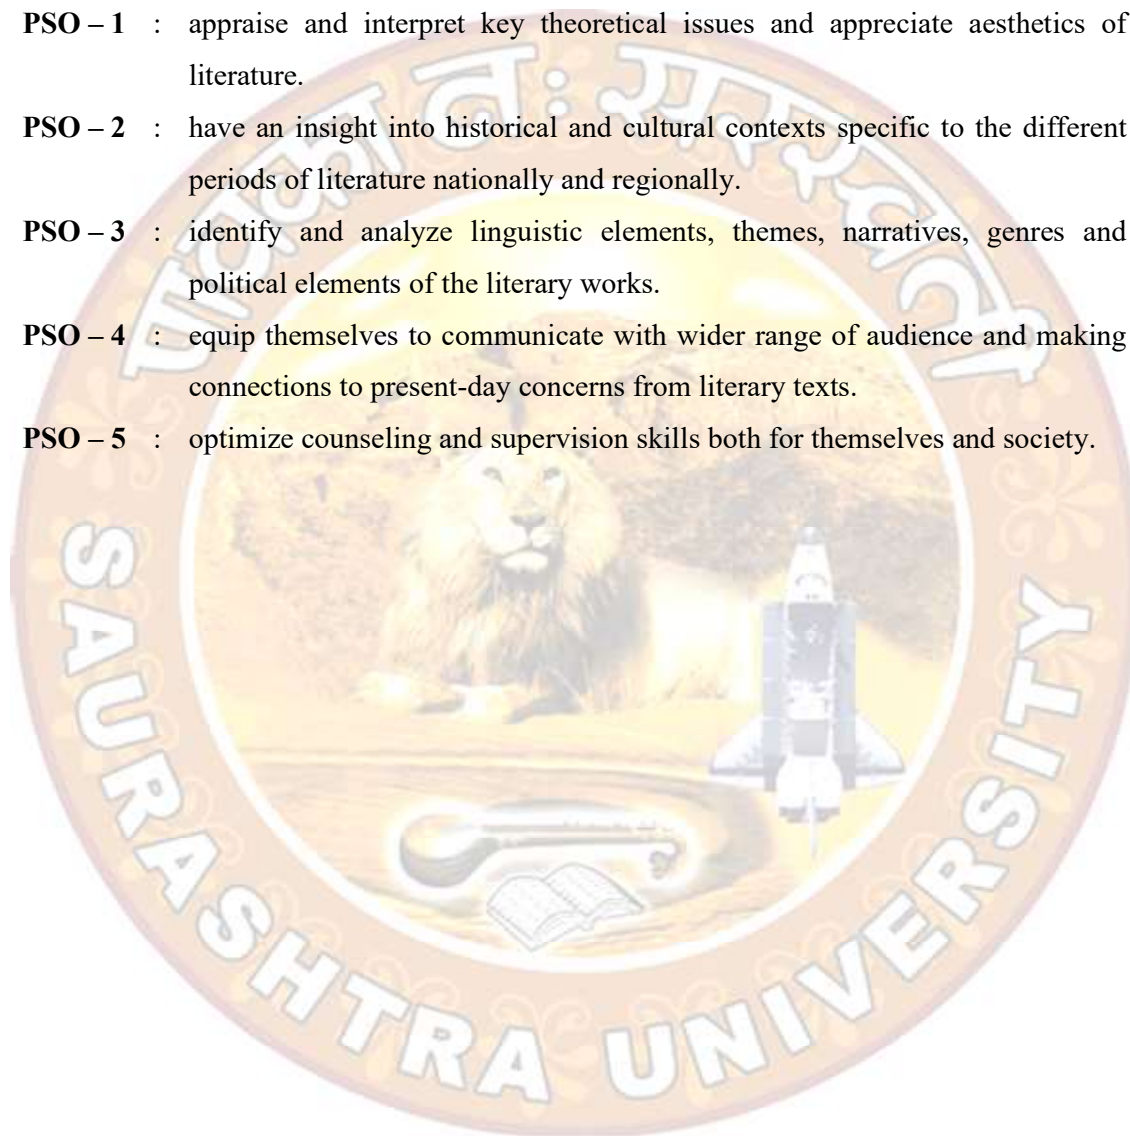 PSO – 1 : appraise and interpret key theoretical issues and appreciate aesthetics of
literature.
PSO – 2 : have an insight into historical and cultural contexts specific to the different
periods of literature nationally and regionally.
PSO – 3 : identify and analyze linguistic elements, themes, narratives, genres and
political elements of the literary works.
PSO – 4 : equip themselves to communicate with wider range of audience and making
connections to present-day concerns from literary texts.
PSO – 5 : optimize counseling and supervision skills both for themselves and society.
पावका नः सरस्वती
SAURASHTRA UNIVERSITY